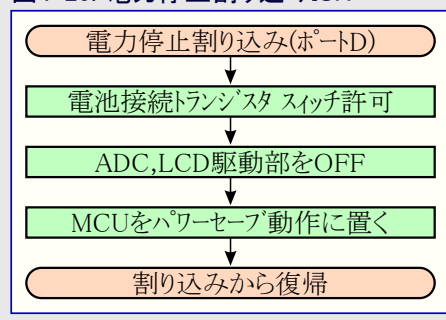 電力停止割り込み(ポートD)
電池接続トランジスタ スイッチ許可
ADC,LCD駆動部をOFF
MCUをパワーセーブ動作に置く
割り込みから復帰